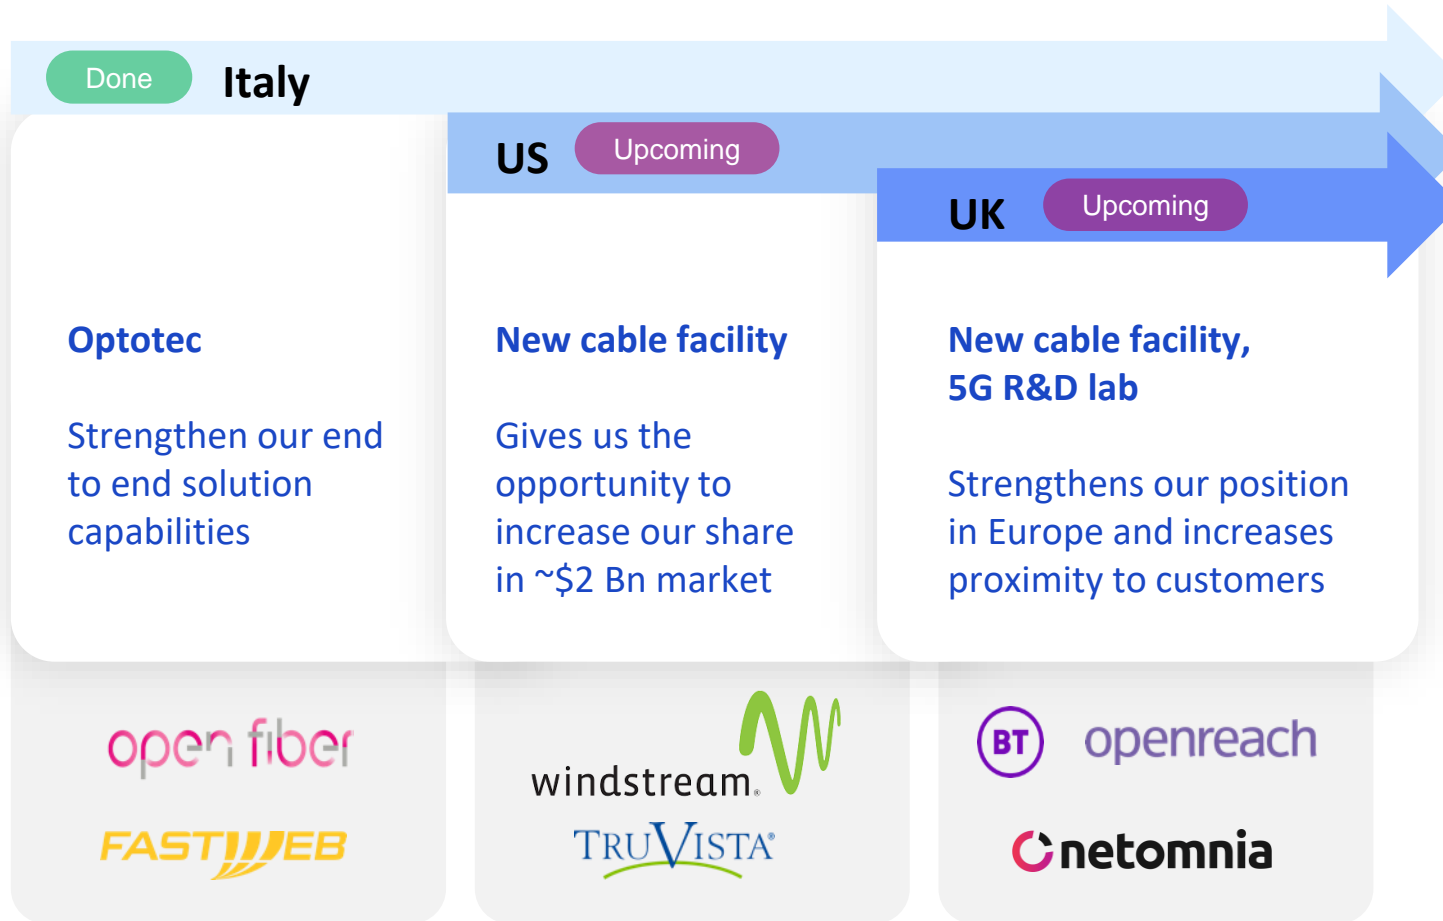 Done
Italy
US
Upcoming
UK
Upcoming
Optotec
Strengthen our end
to end solution
capabilities
New cable facility
Gives us the
opportunity to
increase our share
in ~$2 Bn market
New cable facility,
5G R&D lab
Strengthens our position
in Europe and increases
proximity to customers
open fiber
FASTWEB
windstream®
TRUVISTA®
BT
openreach
netomnia